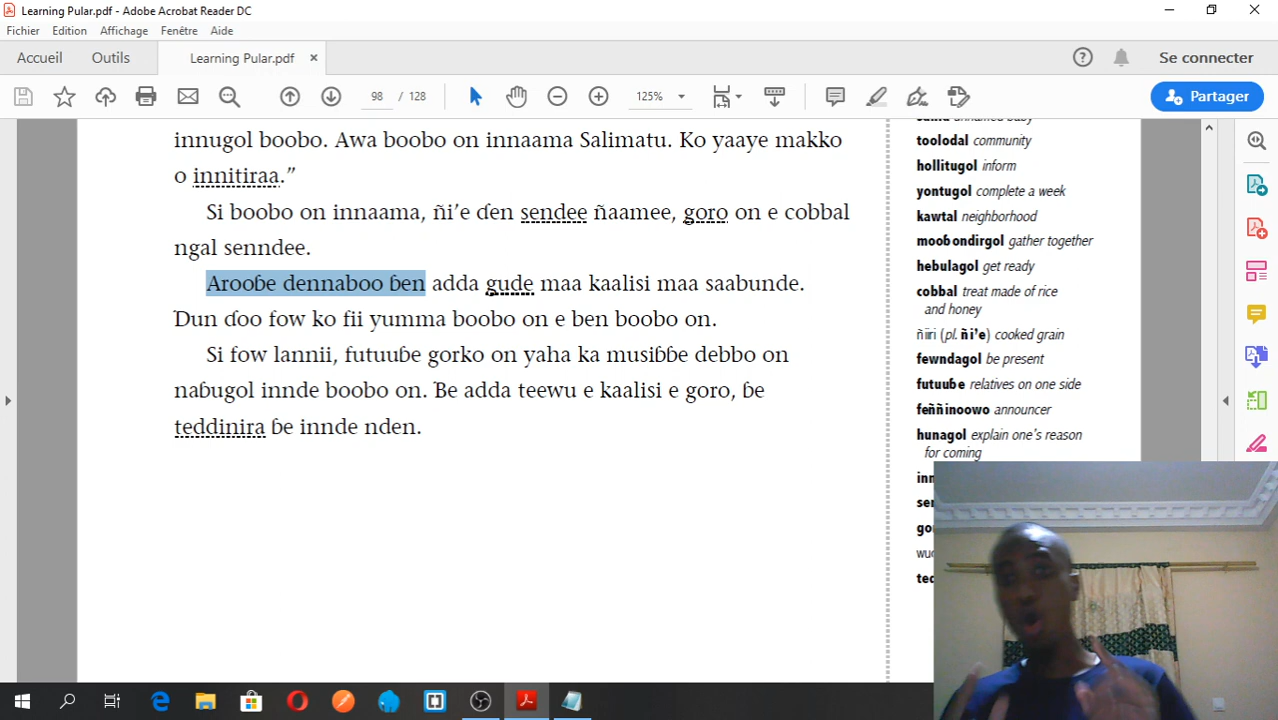 Learning Pular.pdf - Adobe Acrobat Reader DC
Fichier Edition Affichage Fenêtre Aide
Accueil Outils Learning Pular.pdf × Se connecter
98 / 128 125% Partager
innugol boobo. Awa boobo on innaama Salimatu. Ko yaaye makko
o innitiraa.”
Si boobo on innaama, ñi’e ɗen sendee ñaamee, goro on e cobbal
ngal senndee.
Arooɓe dennaboo ɓen adda gude maa kaalisi maa saabunde.
Ɗun ɗoo fow ko fii yumma boobo on e ben boobo on.
Si fow lannii, futuuɓe gorko on yaha ka musiɓɓe debbo on
naɓugol innde boobo on. Ɓe adda teewu e kaalisi e goro, ɓe
teddinira ɓe innde nden.
unnamed baby
toolodal community
hollitugol inform
yontugol complete a week
kawtal neighborhood
mooɓondirgol gather together
hebulagol get ready
cobbal treat made of rice
and honey
ñiiri (pl. ñi’e) cooked grain
fewndagol be present
futuuɓe relatives on one side
feññinoowo announcer
hunagol explain one’s reason
for coming